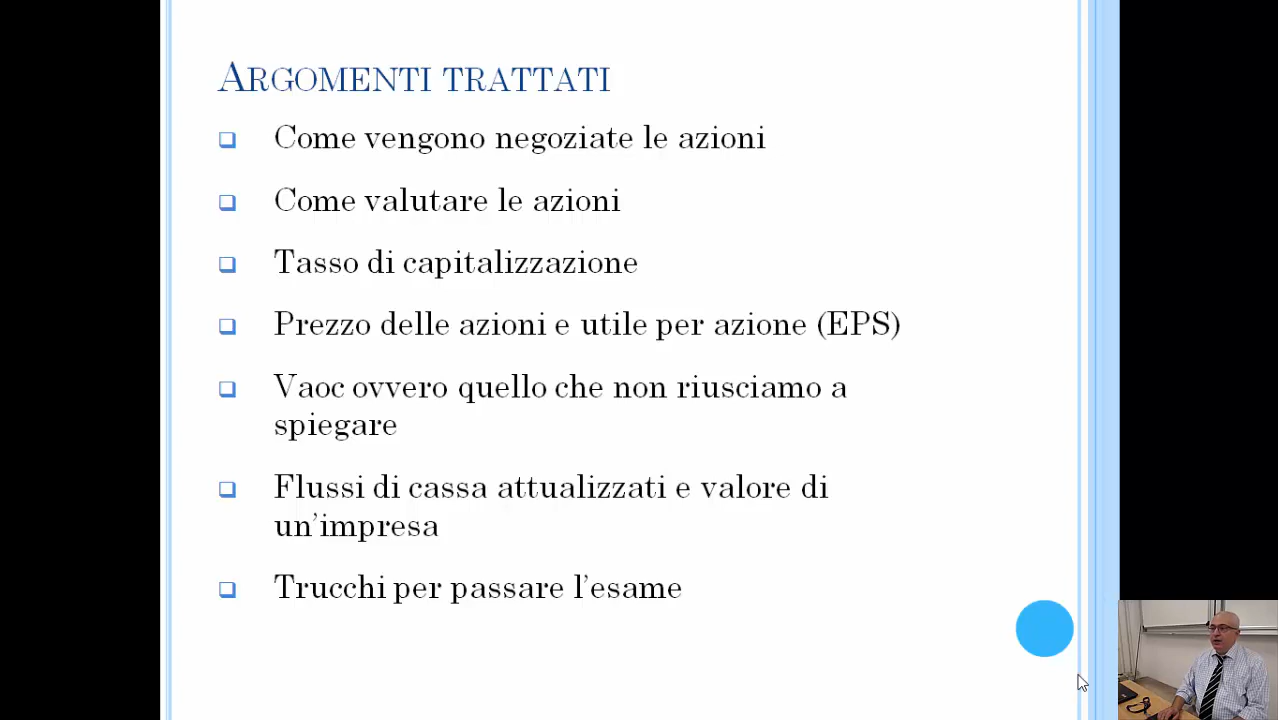 ARGOMENTI TRATTATI
Come vengono negoziate le azioni
Come valutare le azioni
Tasso di capitalizzazione
Prezzo delle azioni e utile per azione (EPS)
Vaoc ovvero quello che non riusciamo a
spiegare
Flussi di cassa attualizzati e valore di
un'impresa
Trucchi per passare l'esame